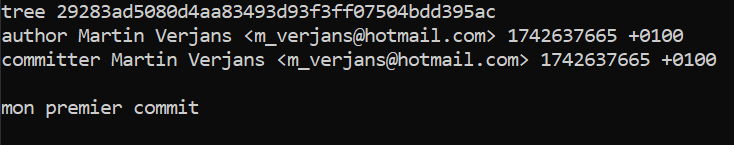 tree 29283ad5080d4aa83493d93f3ff07504bdd395ac
author Martin Verjans <m_verjans@hotmail.com> 1742637665 +0100
committer Martin Verjans <m_verjans@hotmail.com> 1742637665 +0100

mon premier commit